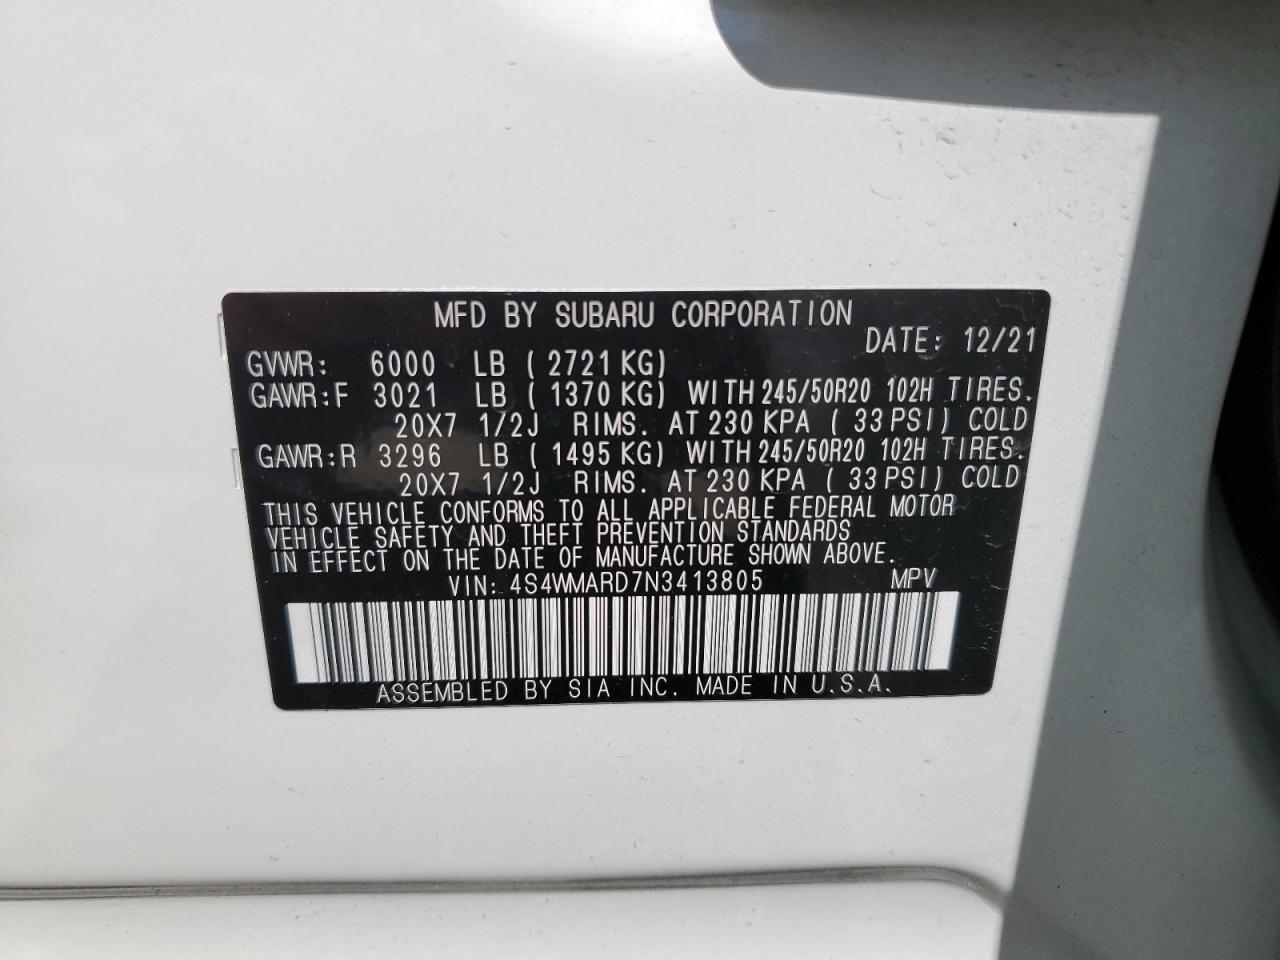 MFD BY SUBARU CORPORATION
DATE: 12/21
GVWR: 6000 LB ( 2721 KG)
GAWR:F 3021 LB ( 1370 KG) WITH 245/50R20 102H TIRES.
20X7 1/2J RIMS. AT 230 KPA ( 33 PSI) COLD
GAWR:R 3296 LB ( 1495 KG) WITH 245/50R20 102H TIRES.
20X7 1/2J RIMS. AT 230 KPA ( 33 PSI) COLD
THIS VEHICLE CONFORMS TO ALL APPLICABLE FEDERAL MOTOR
VEHICLE SAFETY AND THEFT PREVENTION STANDARDS
IN EFFECT ON THE DATE OF MANUFACTURE SHOWN ABOVE.
VIN: 4S4WMARD7N3413805 MPV
ASSEMBLED BY SIA INC. MADE IN U.S.A.